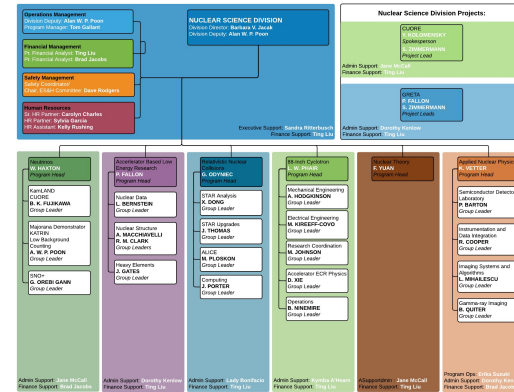 Operations Management
Division Deputy: Alan W. P. Poon
Program Manager: Tom Gallant
Financial Management
Pr. Financial Analyst: Ting Liu
Pr. Financial Analyst: Brad Jacobs
Safety Management
Safety Coordinator
Chair, ES&H Committee: Dave Rodgers
Human Resources
Sr. HR Partner: Carolyn Charles
HR Partner: Sylvia Garcia
HR Assistant: Kelly Rushing
NUCLEAR SCIENCE DIVISION
Division Director: Barbara V. Jacak
Division Deputy: Alan W. P. Poon
Executive Support: Sandra Ritterbusch
Finance Support: Ting Liu
Nuclear Science Division Projects:
CUORE
Y. KOLOMENSKY
Spokesperson
S. ZIMMERMANN
Project Lead
Admin Support: Jane McCall
Finance Support: Ting Liu
GRETA
P. FALLON
S. ZIMMERMANN
Project Leads
Admin Support: Dorothy Kenlow
Finance Support: Ting Liu
Neutrinos
W. HAXTON
Program Head
KamLAND
CUORE
B. K. FUJIKAWA
Group Leader
Majorana Demonstrator
KATRIN
Low Background
Counting
A. W. P. POON
Group Leader
SNO+
G. OREBI GANN
Group Leader
Admin Support: Jane McCall
Finance Support: Brad Jacobs
Accelerator Based Low
Energy Research
P. FALLON
Program Head
Nuclear Data
L. BERNSTEIN
Group Leader
Nuclear Structure
A. MACCHIAVELLI
R. M. CLARK
Group Leaders
Heavy Elements
J. GATES
Group Leader
Admin Support: Dorothy Kenlow
Finance Support: Ting Liu
Relativistic Nuclear
Collisions
G. ODYNIEC
Program Head
STAR Analysis
X. DONG
Group Leader
STAR Upgrades
J. THOMAS
Group Leader
ALICE
M. PLOSKON
Group Leader
Computing
J. PORTER
Group Leader
Admin Support: Lady Bonifacio
Finance Support: Ting Liu
88-Inch Cyclotron
L. W. PHAIR
Program Head
Mechanical Engineering
A. HODGKINSON
Group Leader
Electrical Engineering
M. KIREEFF-COVO
Group Leader
Research Coordination
M. JOHNSON
Group Leader
Accelerator ECR Physics
D. XIE
Group Leader
Operations
B. NINEMIRE
Group Leader
Admin Support:
Finance Support: Ting Liu
Nuclear Theory
F. YUAN
Program Head
Jane McCall
Finance Support: Ting Liu
Applied Nuclear Physics
K. VETTER
Program Head
Semiconductor Detector
Laboratory
P. BARTON
Group Leader
Instrumentation and
Data Integration
R. COOPER
Group Leader
Imaging Systems and
Algorithms
L. MIHAILESCU
Group Leader
Gamma-ray Imaging
B. QUITER
Group Leader
Program Ops: Erika Suzuki
Admin Support: Dorothy Kenlow
Finance Support: Brad Jacobs